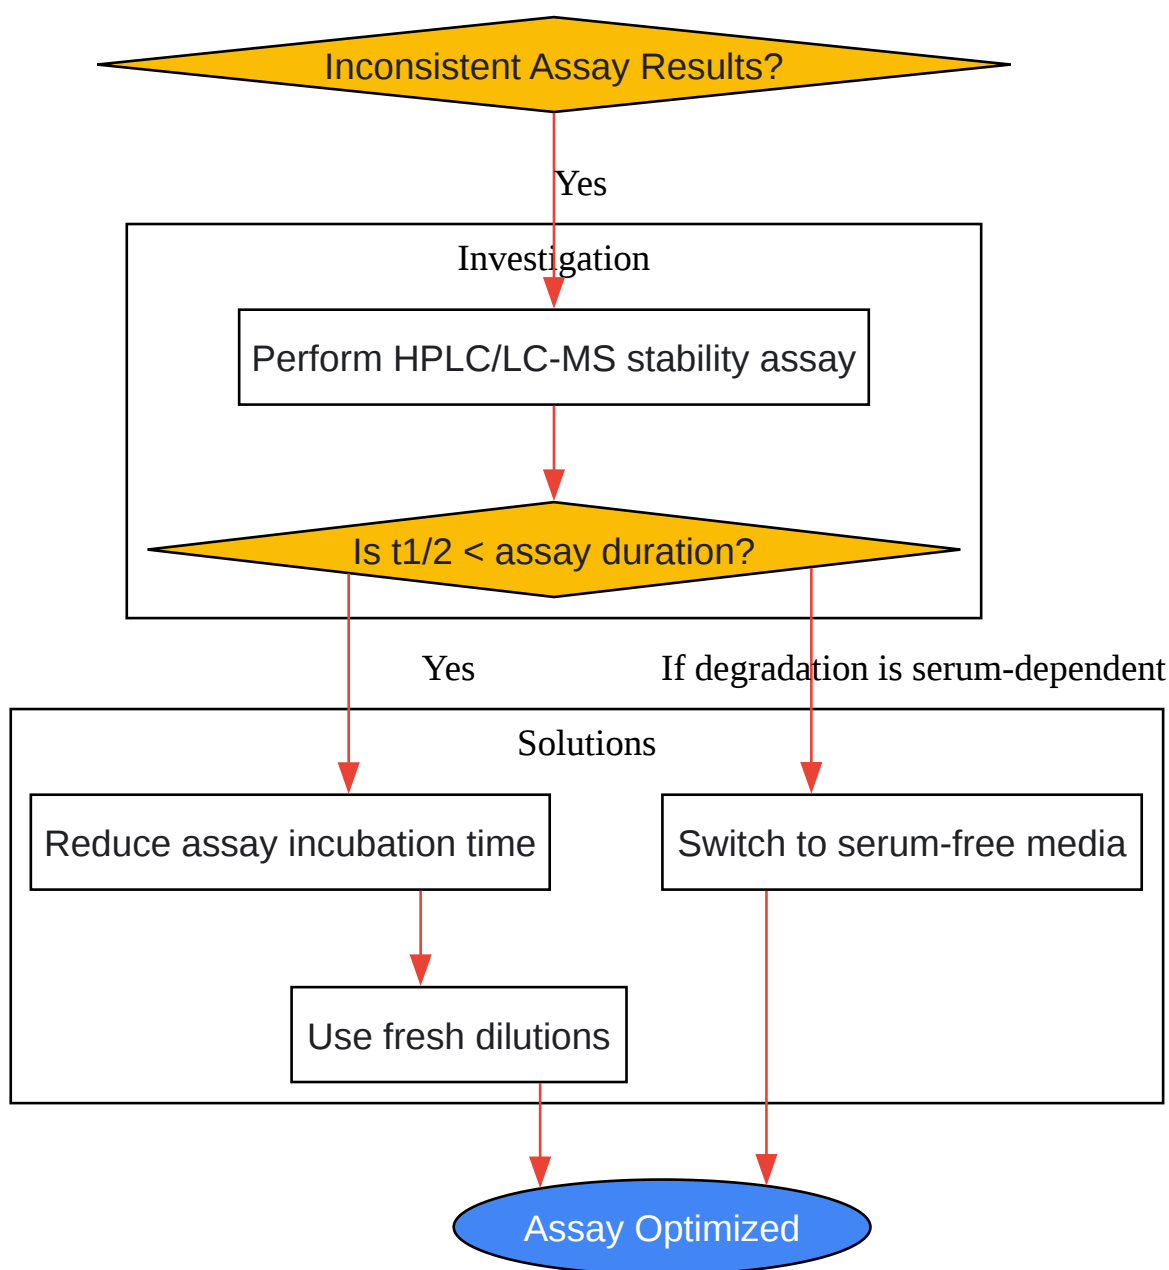 Inconsistent Assay Results?
Yes
Investigation
Perform HPLC/LC-MS stability assay
Is t1/2 < assay duration?
Yes
If degradation is serum-dependent
Solutions
Reduce assay incubation time
Switch to serum-free media
Use fresh dilutions
Assay Optimized